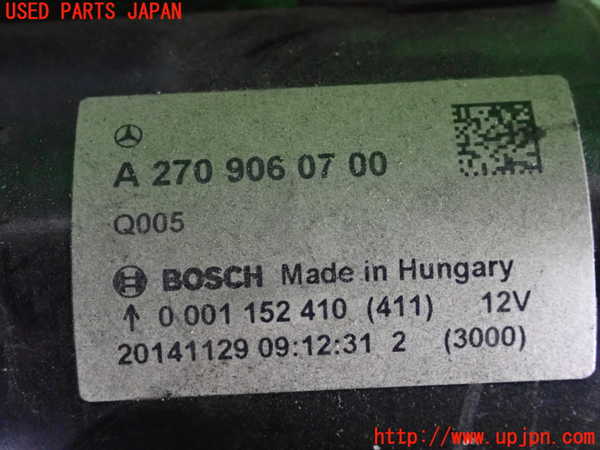 USED PARTS JAPAN
A 270 906 07 00
Q005
BOSCH Made in Hungary
↑ 0 001 152 410 (411) 12V
20141129 09:12:31 2 (3000)
http://www.upjpn.com/